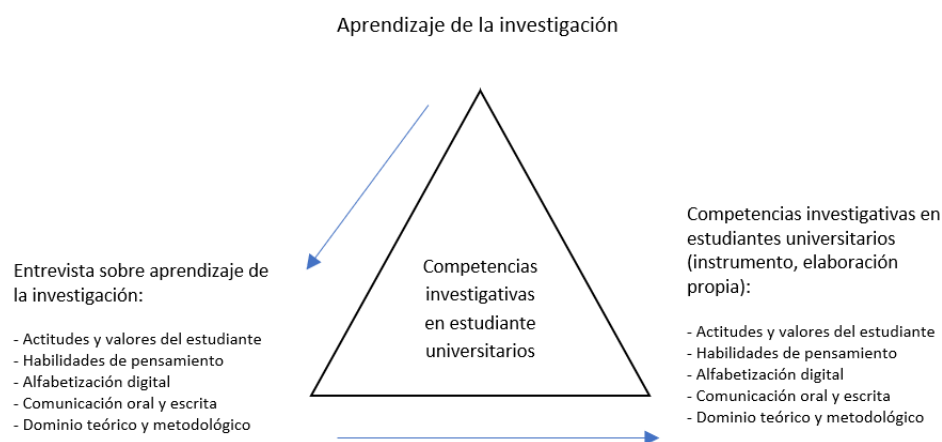 Aprendizaje de la investigación
Entrevista sobre aprendizaje de
la investigación:
- Actitudes y valores del estudiante
- Habilidades de pensamiento
- Alfabetización digital
- Comunicación oral y escrita
- Dominio teórico y metodológico
Competencias
investigativas
en estudiante
universitarios
Competencias investigativas en
estudiantes universitarios
(instrumento, elaboración
propia):
- Actitudes y valores del estudiante
- Habilidades de pensamiento
- Alfabetización digital
- Comunicación oral y escrita
- Dominio teórico y metodológico